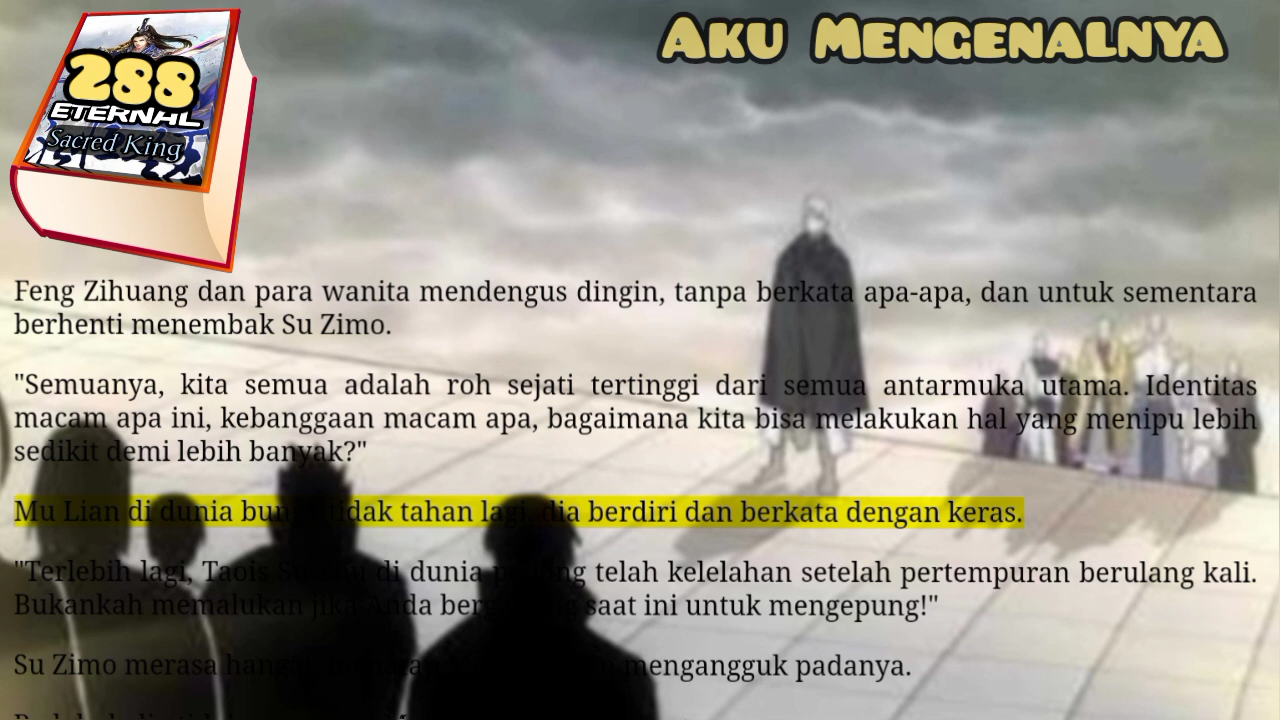 Aku Mengenalnya
288
ETERNAL
Sacred King
Feng Zihuang dan para wanita mendengus dingin, tanpa berkata apa-apa, dan untuk sementara
berhenti menembak Su Zimo.
"Semuanya, kita semua adalah roh sejati tertinggi dari semua antarmuka utama. Identitas
macam apa ini, kebanggaan macam apa, bagaimana kita bisa melakukan hal yang menipu lebih
sedikit demi lebih banyak?"
Mu Lian di dunia bunga tidak tahan lagi, dia berdiri dan berkata dengan keras.
"Terlebih lagi, Taois di dunia telah kelelahan setelah pertempuran berulang kali.
Bukankah memalukan jika Anda saat ini untuk mengepung!"
Su Zimo merasa mengangguk padanya.